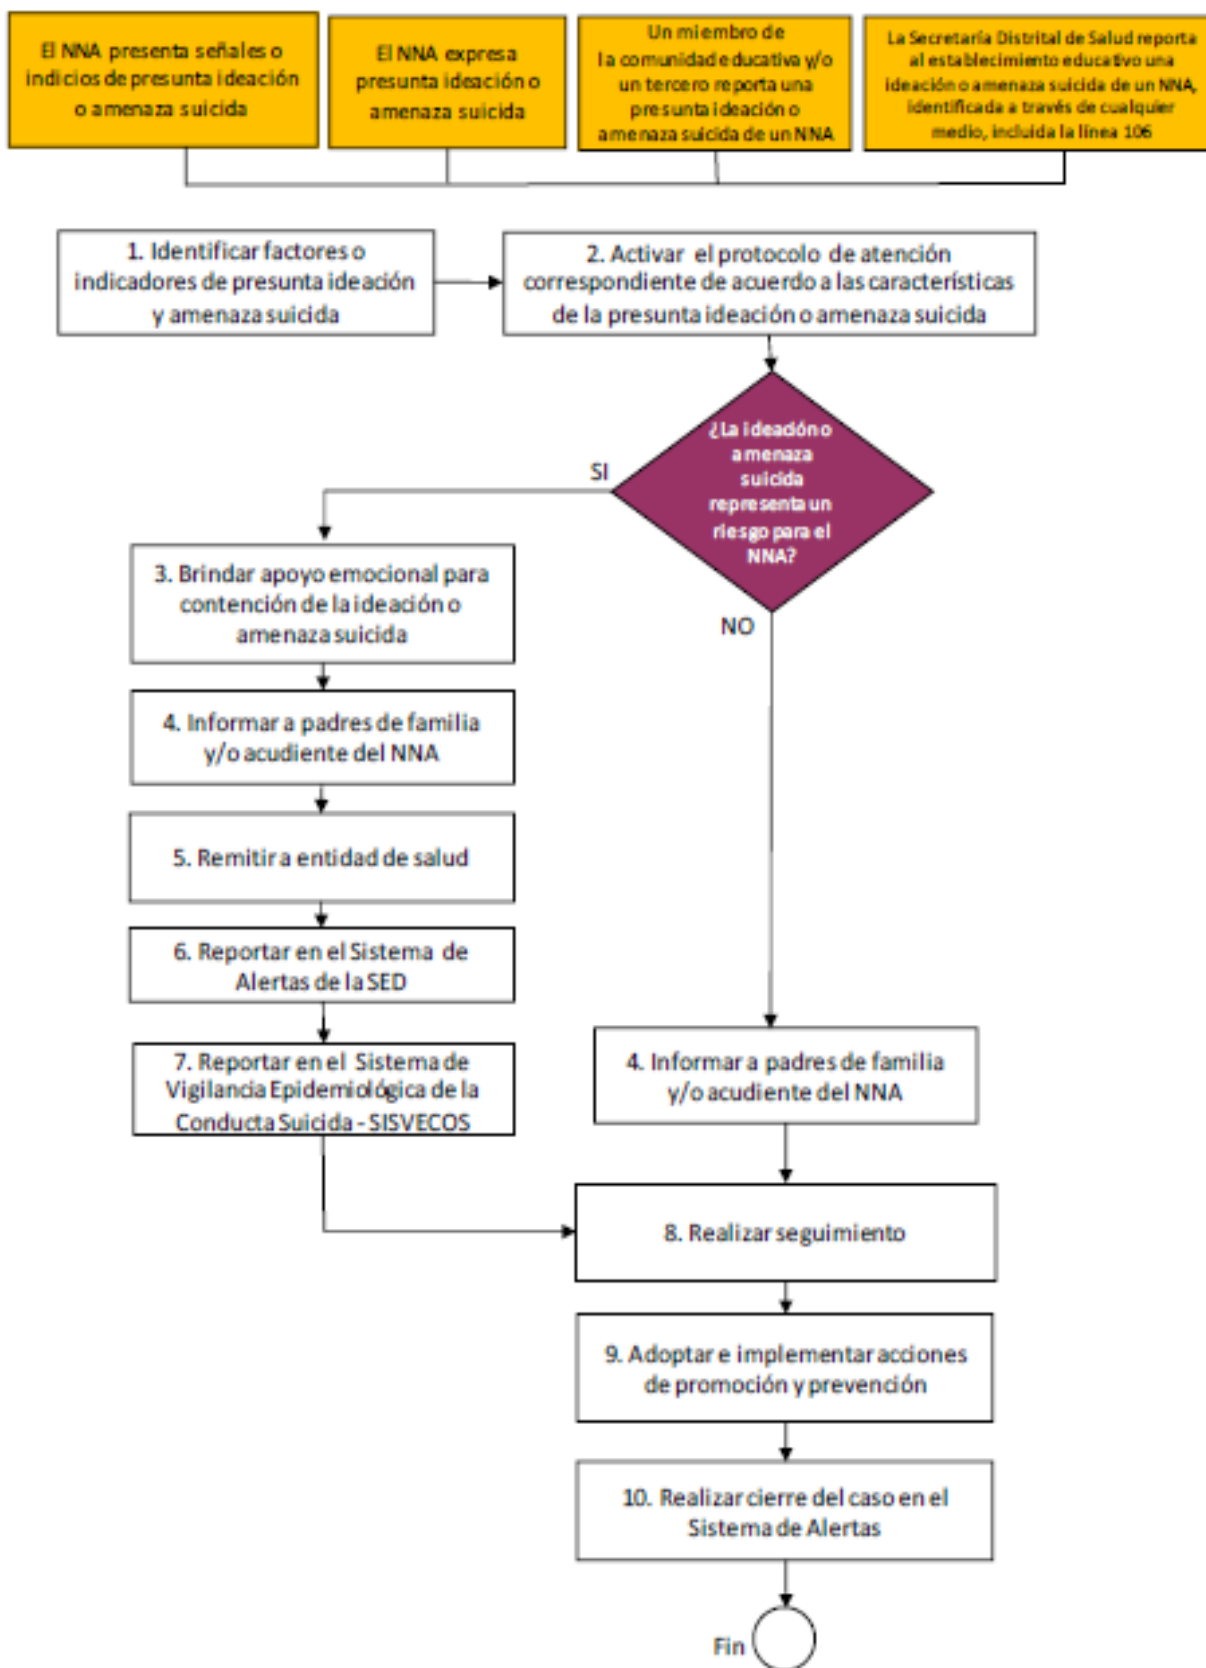 El NNA presenta señales o
indicios de presunta ideación
o amenaza suicida
El NNA expresa
presunta ideación o
amenaza suicida
Un miembro de
la comunidad educativa y/o
un tercero reporta una
presunta ideación o
amenaza suicida de un NNA
La Secretaría Distrital de Salud reporta
al establecimiento educativo una
ideación o amenaza suicida de un NNA,
identificada a través de cualquier
medio, incluida la línea 106
1. Identificar factores o
indicadores de presunta ideación
y amenaza suicida
2. Activar el protocolo de atención
correspondiente de acuerdo a las características
de la presunta ideación o amenaza suicida
¿La ideación o
amenaza
suicida
representa un
riesgo para el
NNA?
SI
NO
3. Brindar apoyo emocional para
contención de la ideación o
amenaza suicida
4. Informar a padres de familia
y/o acudiente del NNA
5. Remitir a entidad de salud
6. Reportar en el Sistema de
Alertas de la SED
7. Reportar en el Sistema de
Vigilancia Epidemiológica de la
Conducta Suicida - SISVECOS
4. Informar a padres de familia
y/o acudiente del NNA
8. Realizar seguimiento
9. Adoptar e implementar acciones
de promoción y prevención
10. Realizar cierre del caso en el
Sistema de Alertas
Fin